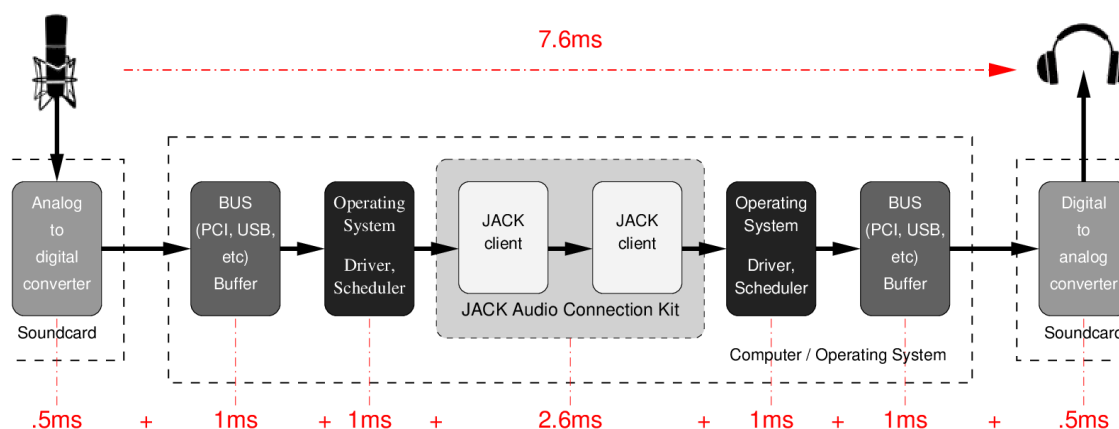 7.6ms
Analog
to
digital
converter
Soundcard
BUS
(PCI, USB,
etc)
Buffer
Operating
System
Driver,
Scheduler
JACK
client
JACK
client
JACK Audio Connection Kit
Operating
System
Driver,
Scheduler
BUS
(PCI, USB,
etc)
Buffer
Computer / Operating System
Digital
to
analog
converter
Soundcard
.5ms + 1ms + 1ms + 2.6ms + 1ms + 1ms + .5ms